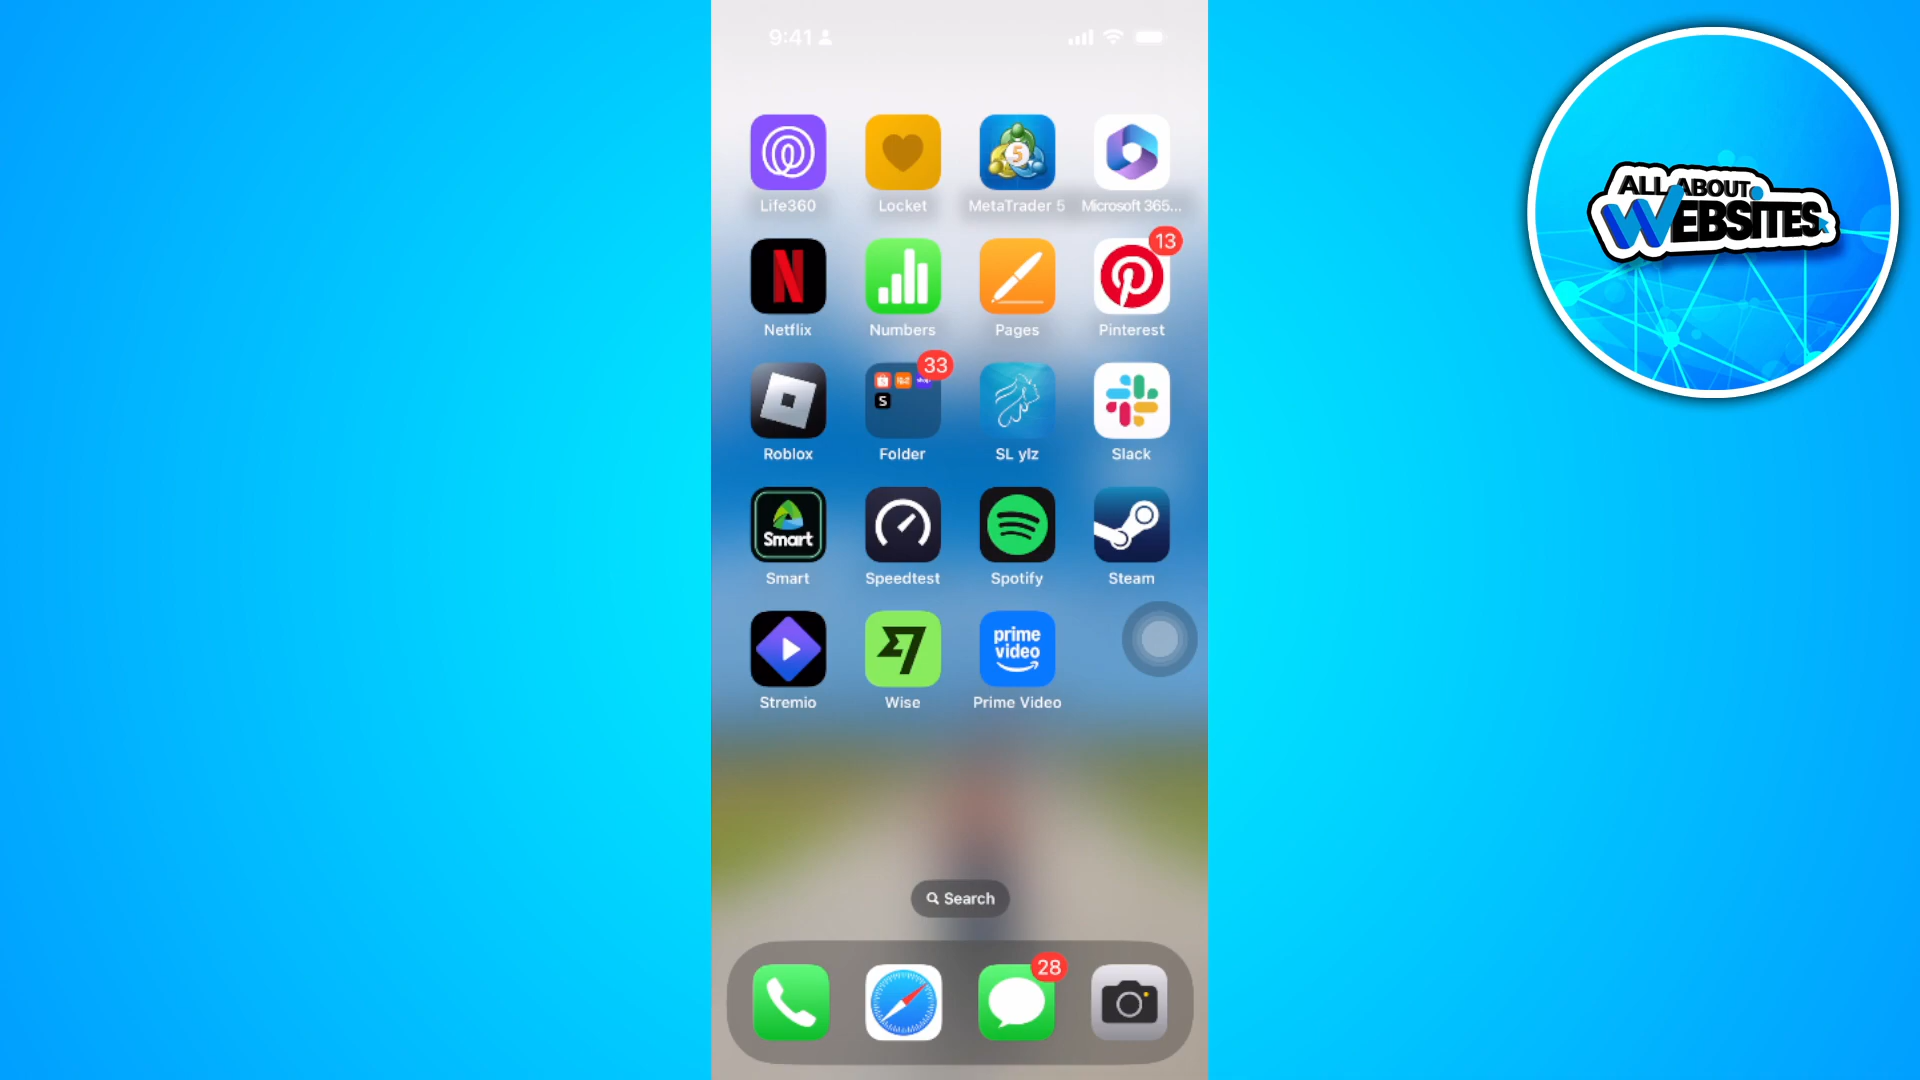 9:41
ALL ABOUT
WEBSITES
Life360
Locket
5
MetaTrader 5
Microsoft 365...
N
Netflix
Numbers
Pages
13
Pinterest
Roblox
33
S
Folder
SL ylz
Slack
Smart
Smart
Speedtest
Spotify
Steam
Stremio
Wise
prime
video
Prime Video
Search
28